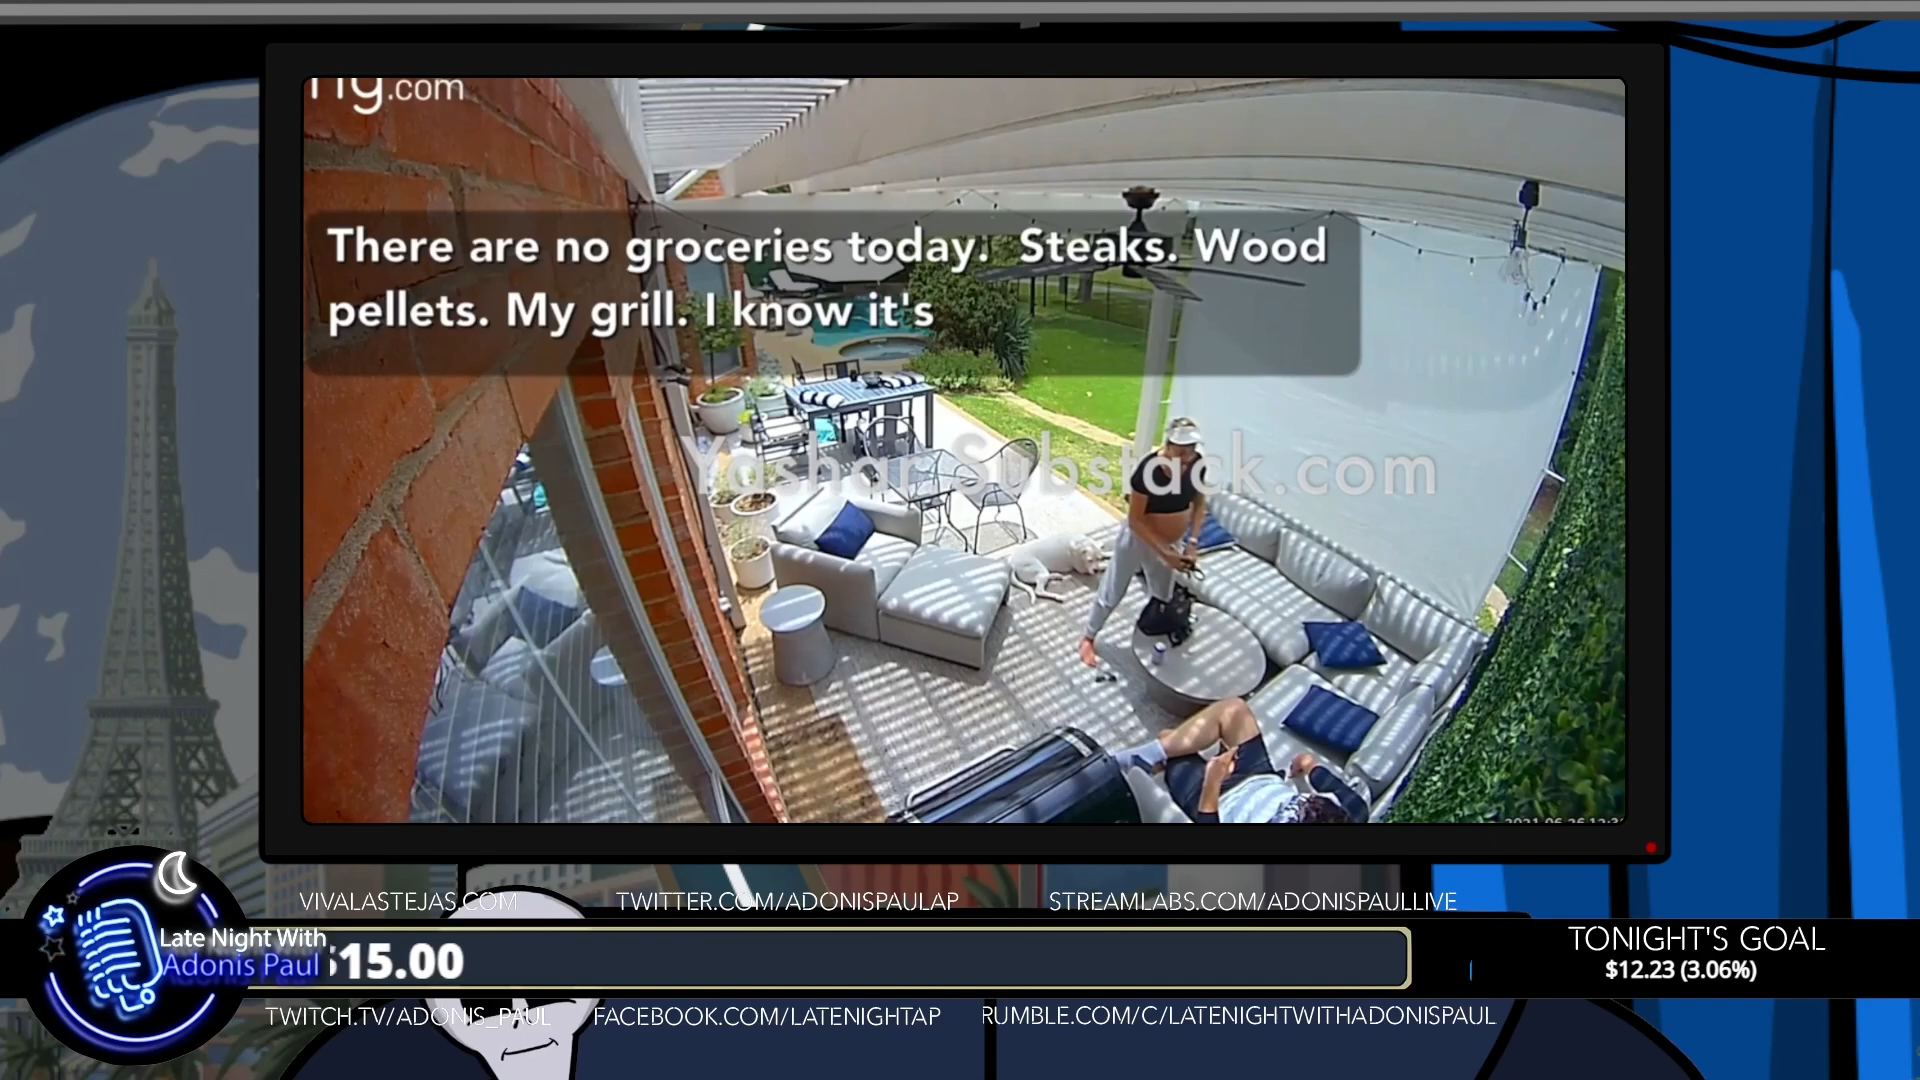 .com
There are no groceries today. Steaks. Wood
pellets. My grill. I know it's
Yashar.Substack.com
VIVALASTEJAS.COM
TWITTER.COM/ADONISPAULAP
STREAMLABS.COM/ADONISPAULLIVE
Late Night With
Adonis Paul
$15.00
TONIGHT'S GOAL
$12.23 (3.06%)
TWITCH.TV/ADONIS_PAUL
FACEBOOK.COM/LATENIGHTAP
RUMBLE.COM/C/LATENIGHTWITHADONISPAUL